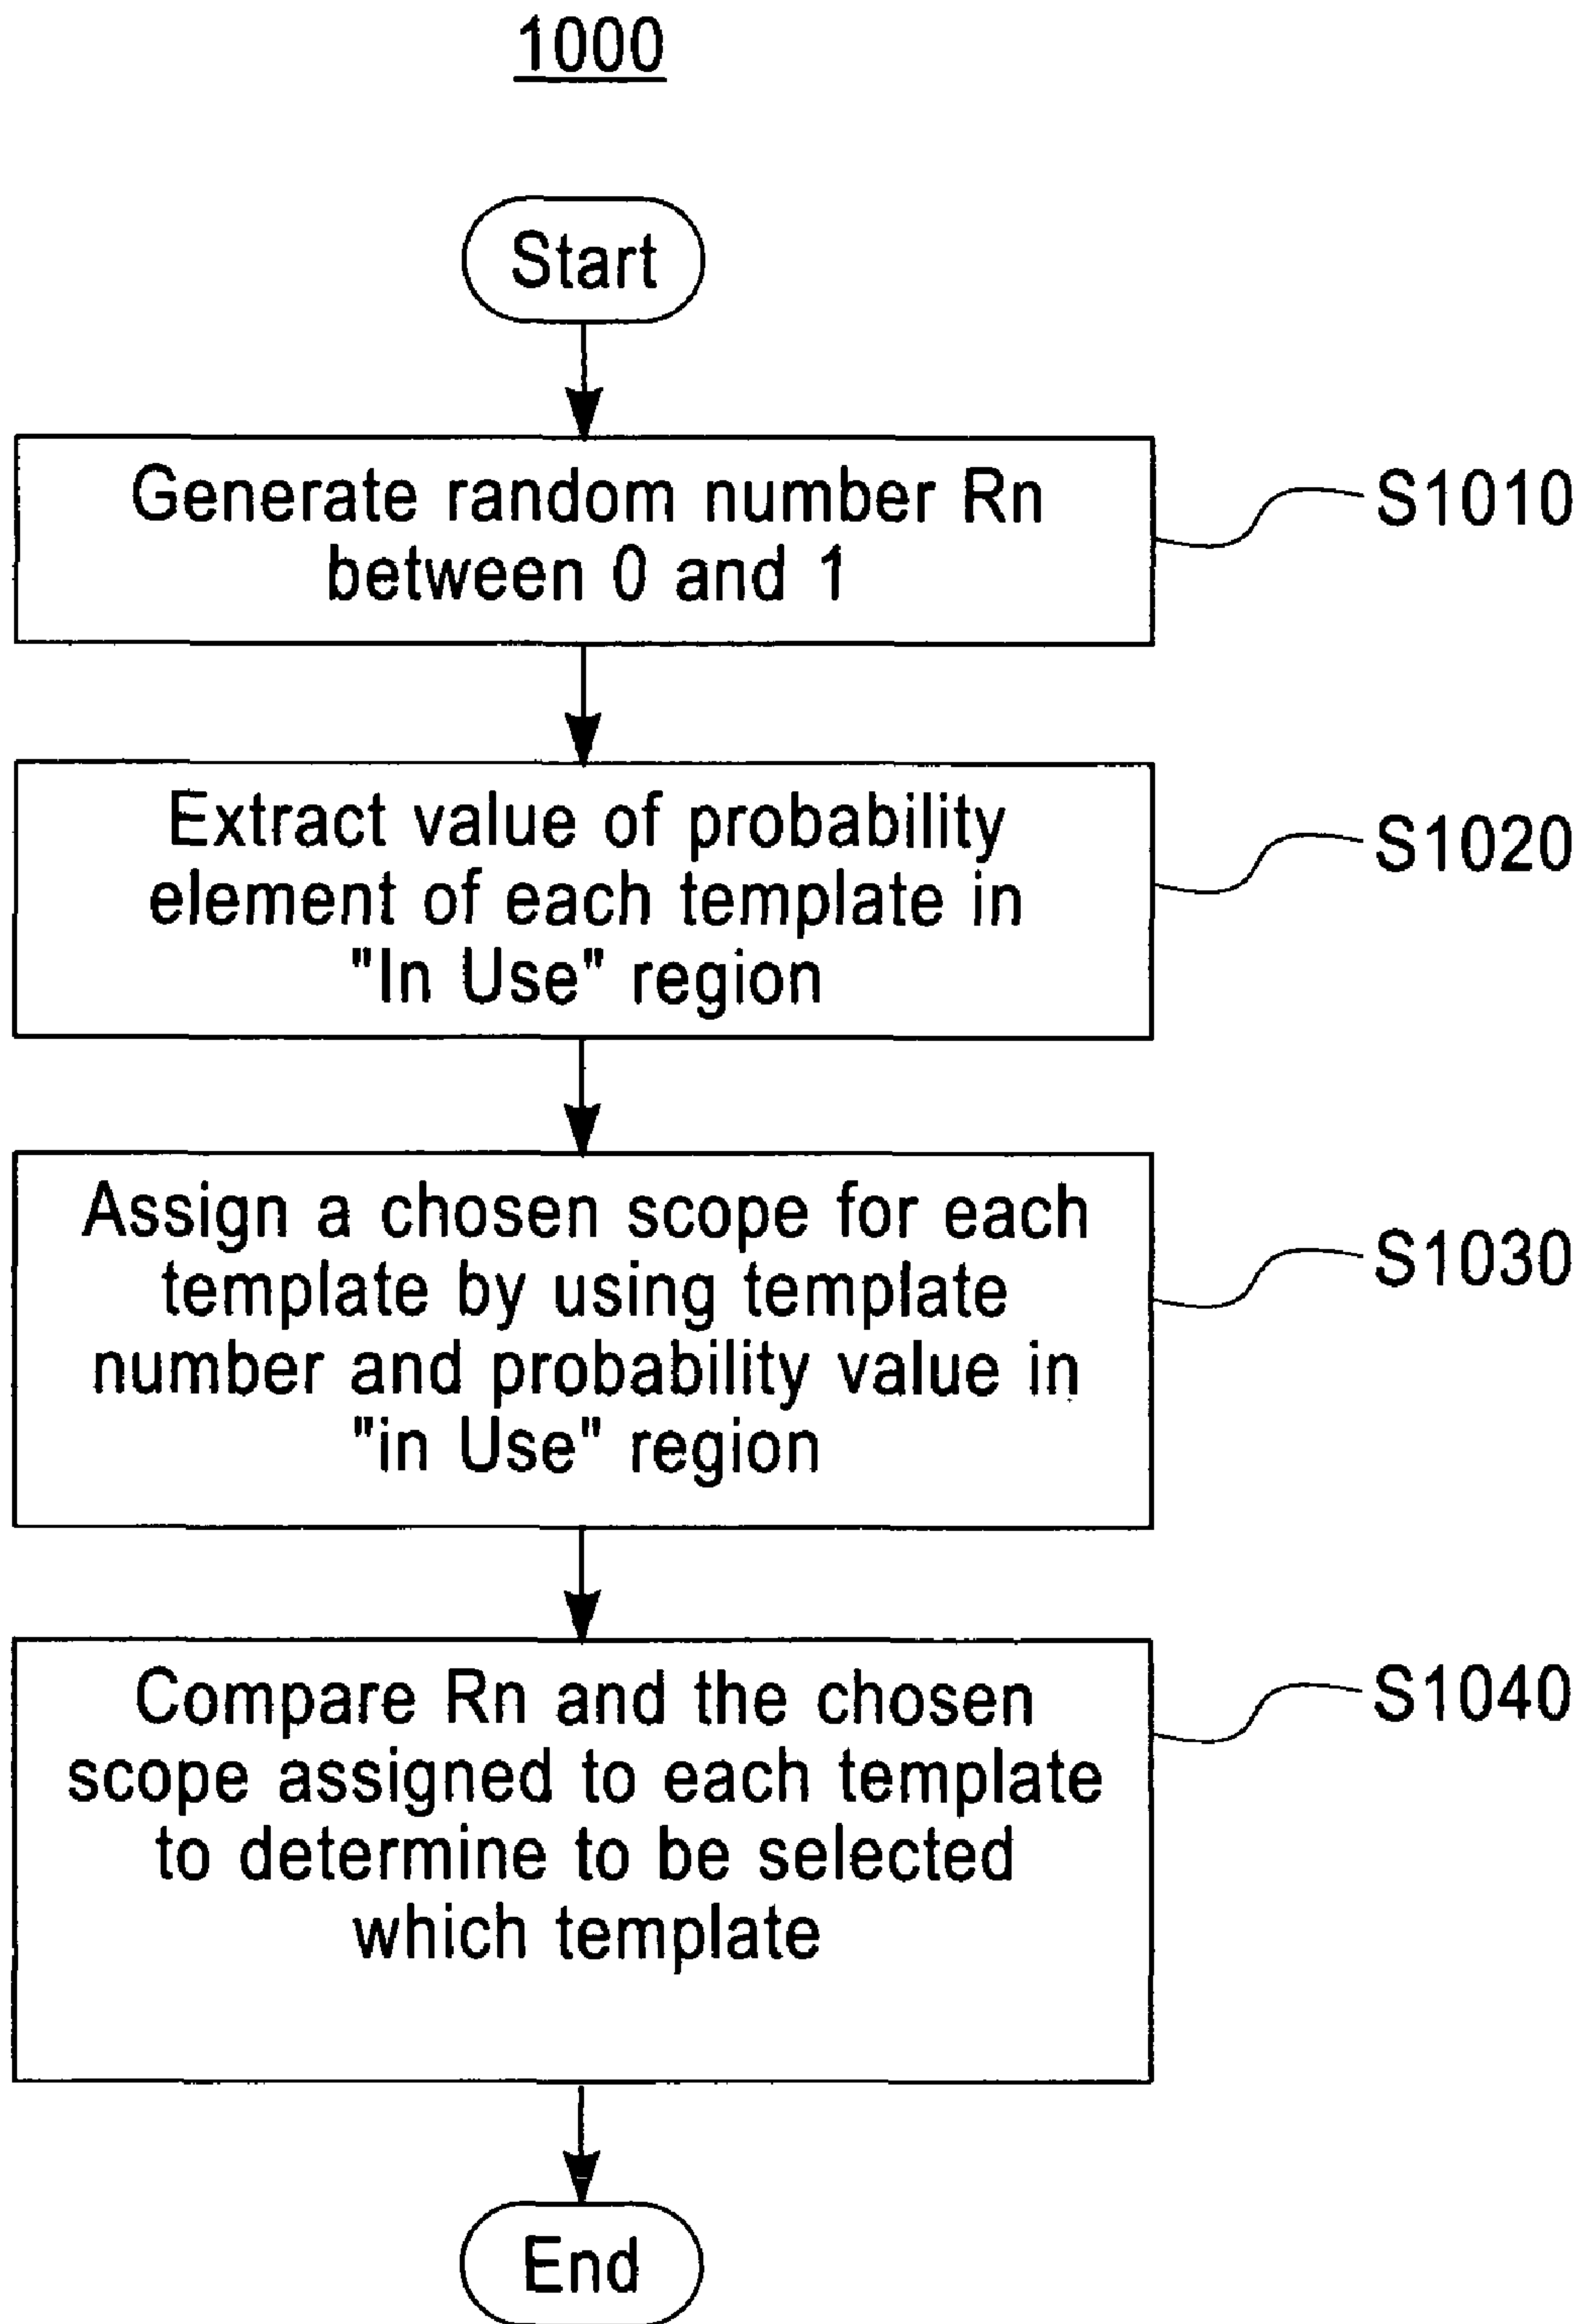 1000
Start
Generate random number Rn
between 0 and 1
S1010
Extract value of probability
element of each template in
"In Use" region
S1020
Assign a chosen scope for each
template by using template
number and probability value in
"in Use" region
S1030
Compare Rn and the chosen
scope assigned to each template
to determine to be selected
which template
S1040
End